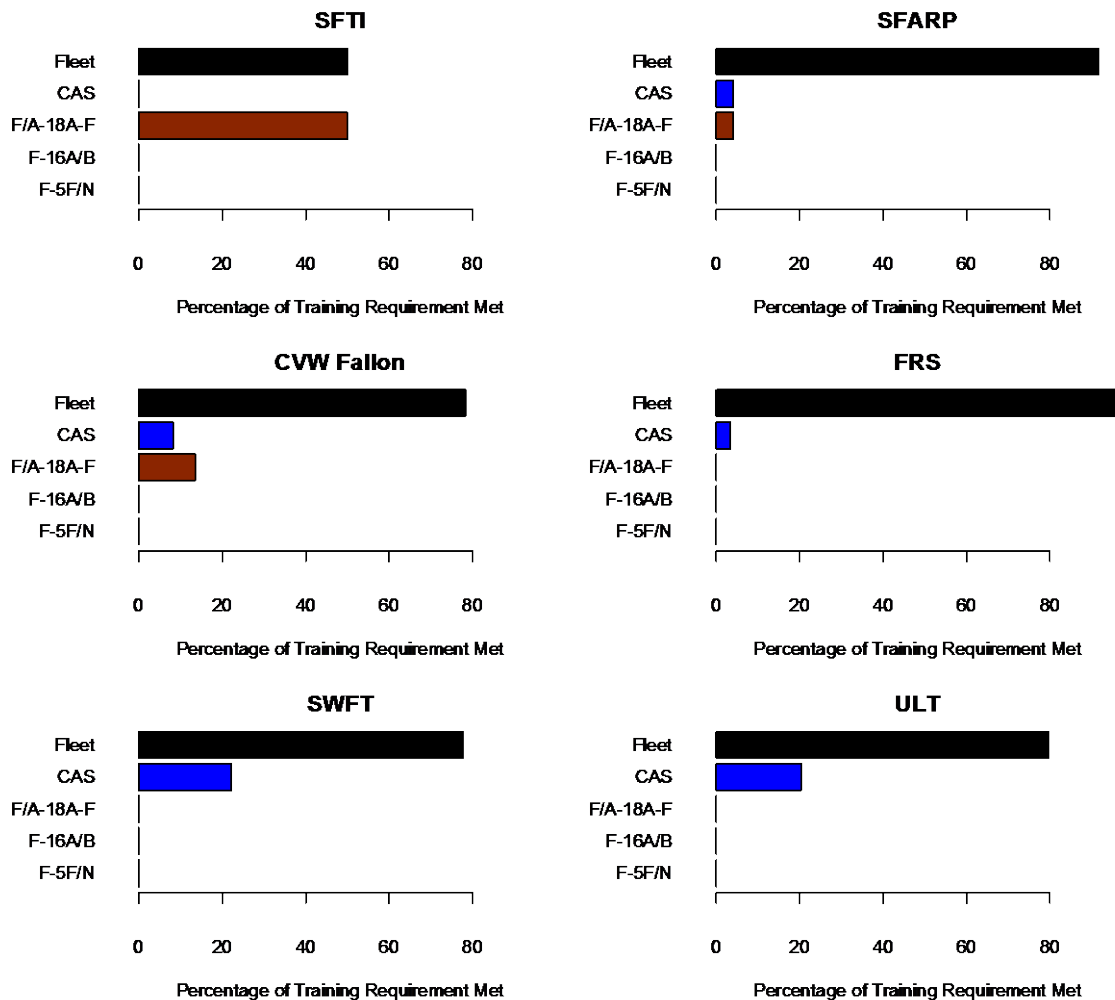 SFTI
Fleet
CAS
F/A-18A-F
F-16A/B
F-5F/N
0 20 40 60 80
Percentage of Training Requirement Met
SFARP
Fleet
CAS
F/A-18A-F
F-16A/B
F-5F/N
0 20 40 60 80
Percentage of Training Requirement Met
CVW Fallon
Fleet
CAS
F/A-18A-F
F-16A/B
F-5F/N
0 20 40 60 80
Percentage of Training Requirement Met
FRS
Fleet
CAS
F/A-18A-F
F-16A/B
F-5F/N
0 20 40 60 80
Percentage of Training Requirement Met
SWFT
Fleet
CAS
F/A-18A-F
F-16A/B
F-5F/N
0 20 40 60 80
Percentage of Training Requirement Met
ULT
Fleet
CAS
F/A-18A-F
F-16A/B
F-5F/N
0 20 40 60 80
Percentage of Training Requirement Met